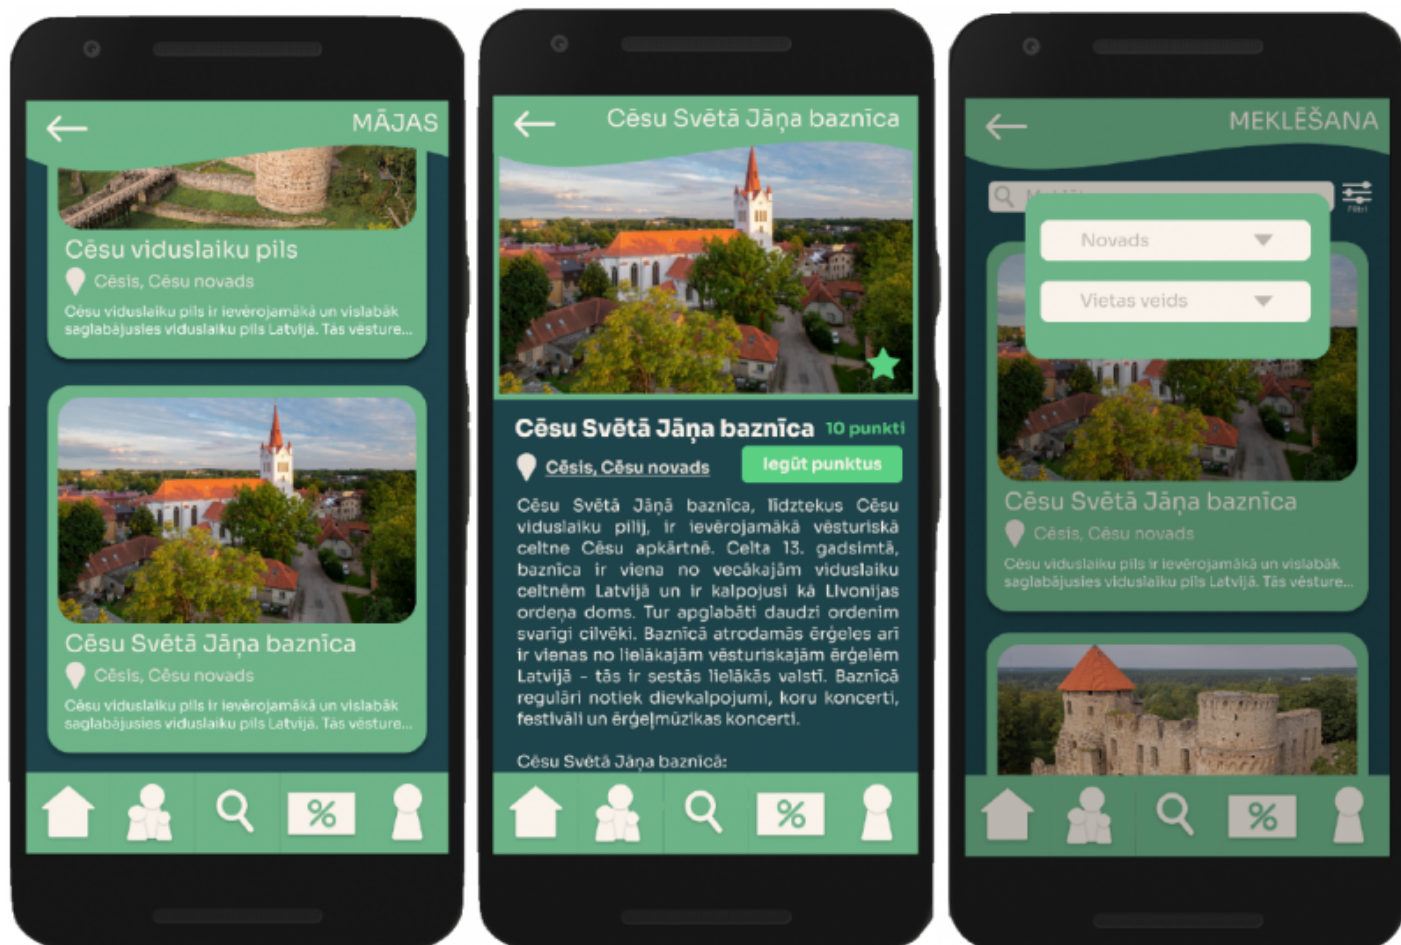 MĀJAS
Cēsu viduslaiku pils
Cēsis, Cēsu novads
Cēsu viduslaiku pils ir ievērojamākā un vislabāk
saglabājusies viduslaiku pils Latvijā. Tās vēsture...
Cēsu Svētā Jāņa baznīca
Cēsis, Cēsu novads
Cēsu viduslaiku pils ir ievērojamākā un vislabāk
saglabājusies viduslaiku pils Latvijā. Tās vēsture...
%
Cēsu Svētā Jāņa baznīca
Cēsu Svētā Jāņa baznīca 10 punkti
Cēsis, Cēsu novads
Iegūt punktus
Cēsu Svētā Jāņā baznīca, līdztekus Cēsu
viduslaiku pilij, ir ievērojamākā vēsturiskā
celtne Cēsu apkārtnē. Celta 13. gadsimtā,
baznīca ir viena no vecākajām viduslaiku
celtnēm Latvijā un ir kalpojusi kā LIvonijas
ordeņa doms. Tur apglabāti daudzi ordenim
svarīgi cilvēki. Baznīcā atrodamās ērģeles arī
ir vienas no lielākajām vēsturiskajām ērģelēm
Latvijā - tās ir sestās lielākās valstī. Baznīcā
regulāri notiek dievkalpojumi, koru koncerti,
festivāli un ērģeļmūzikas koncerti.
Cēsu Svētā Jāņa baznīcā:
%
MEKLĒŠANA
Filtri
Novads
Vietas veids
Cēsu Svētā Jāņa baznīca
Cēsis, Cēsu novads
Cēsu viduslaiku pils ir ievērojamākā un vislabāk
saglabājusies viduslaiku pils Latvijā. Tās vēsture...
%